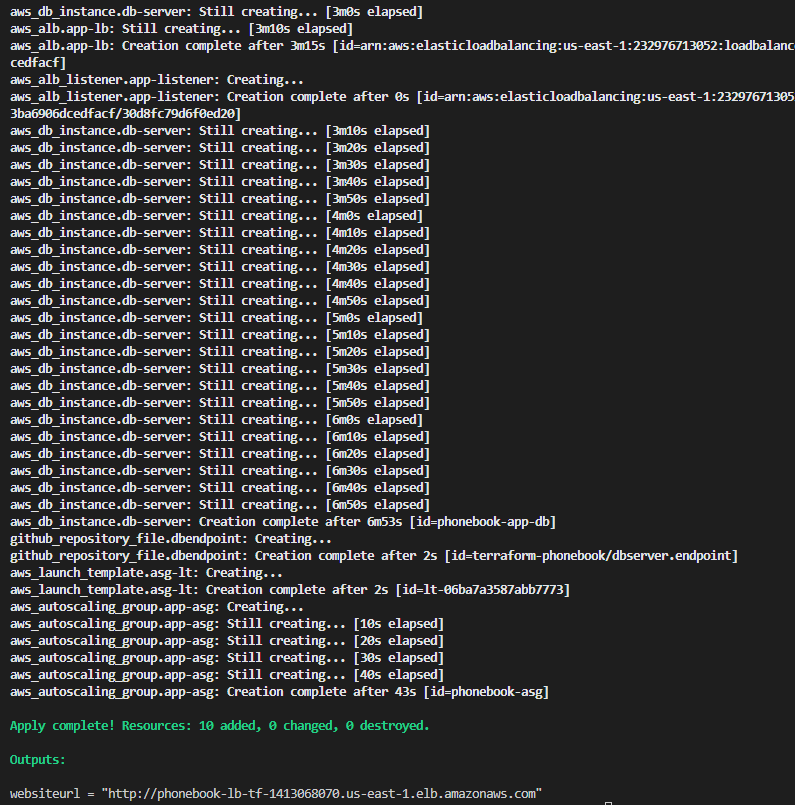 aws_db_instance.db-server: Still creating... [3m0s elapsed]
aws_alb.app-lb: Still creating... [3m10s elapsed]
aws_alb.app-lb: Creation complete after 3m15s [id=arn:aws:elasticloadbalancing:us-east-1:232976713052:loadbalanc
cedfacf]
aws_alb_listener.app-listener: Creating...
aws_alb_listener.app-listener: Creation complete after 0s [id=arn:aws:elasticloadbalancing:us-east-1:23297671305
3ba6906dcedfacf/30d8fc79d6f0ed20]
aws_db_instance.db-server: Still creating... [3m10s elapsed]
aws_db_instance.db-server: Still creating... [3m20s elapsed]
aws_db_instance.db-server: Still creating... [3m30s elapsed]
aws_db_instance.db-server: Still creating... [3m40s elapsed]
aws_db_instance.db-server: Still creating... [3m50s elapsed]
aws_db_instance.db-server: Still creating... [4m0s elapsed]
aws_db_instance.db-server: Still creating... [4m10s elapsed]
aws_db_instance.db-server: Still creating... [4m20s elapsed]
aws_db_instance.db-server: Still creating... [4m30s elapsed]
aws_db_instance.db-server: Still creating... [4m40s elapsed]
aws_db_instance.db-server: Still creating... [4m50s elapsed]
aws_db_instance.db-server: Still creating... [5m0s elapsed]
aws_db_instance.db-server: Still creating... [5m10s elapsed]
aws_db_instance.db-server: Still creating... [5m20s elapsed]
aws_db_instance.db-server: Still creating... [5m30s elapsed]
aws_db_instance.db-server: Still creating... [5m40s elapsed]
aws_db_instance.db-server: Still creating... [5m50s elapsed]
aws_db_instance.db-server: Still creating... [6m0s elapsed]
aws_db_instance.db-server: Still creating... [6m10s elapsed]
aws_db_instance.db-server: Still creating... [6m20s elapsed]
aws_db_instance.db-server: Still creating... [6m30s elapsed]
aws_db_instance.db-server: Still creating... [6m40s elapsed]
aws_db_instance.db-server: Still creating... [6m50s elapsed]
aws_db_instance.db-server: Creation complete after 6m53s [id=phonebook-app-db]
github_repository_file.dbendpoint: Creating...
github_repository_file.dbendpoint: Creation complete after 2s [id=terraform-phonebook/dbserver.endpoint]
aws_launch_template.asg-lt: Creating...
aws_launch_template.asg-lt: Creation complete after 2s [id=lt-06ba7a3587abb7773]
aws_autoscaling_group.app-asg: Creating...
aws_autoscaling_group.app-asg: Still creating... [10s elapsed]
aws_autoscaling_group.app-asg: Still creating... [20s elapsed]
aws_autoscaling_group.app-asg: Still creating... [30s elapsed]
aws_autoscaling_group.app-asg: Still creating... [40s elapsed]
aws_autoscaling_group.app-asg: Creation complete after 43s [id=phonebook-asg]
Apply complete! Resources: 10 added, 0 changed, 0 destroyed.
Outputs:
websiteurl = "http://phonebook-lb-tf-1413068070.us-east-1.elb.amazonaws.com"